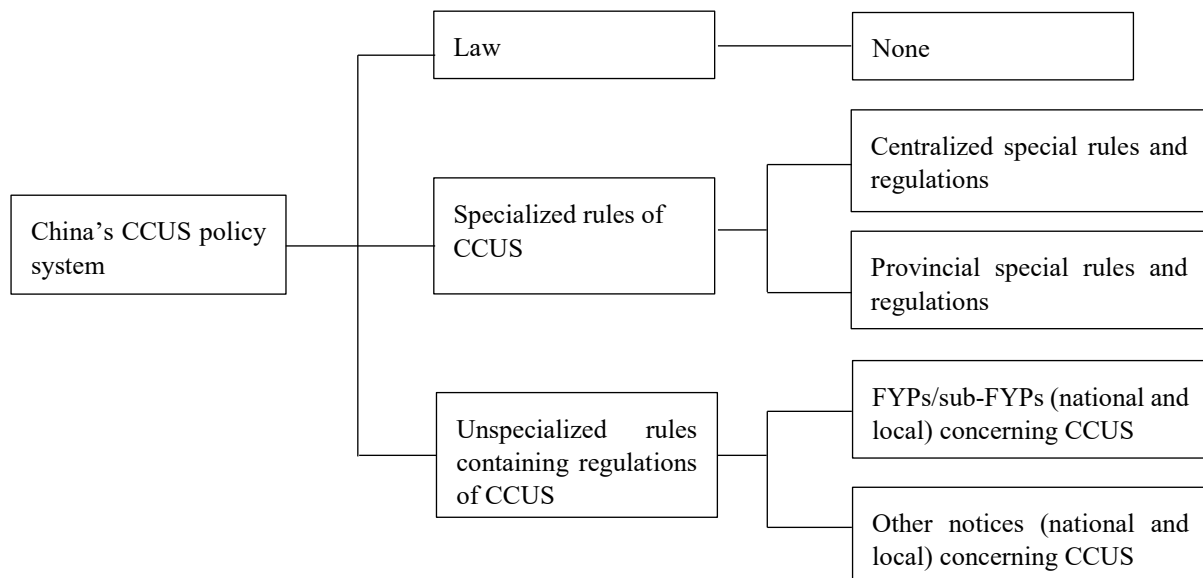 Law
None
Centralized special rules and
regulations
China's CCUS policy
system
Specialized rules of
CCUS
Provincial special rules and
regulations
Unspecialized rules
containing regulations
of CCUS
FYPs/sub-FYPs (national and
local) concerning CCUS
Other notices (national and
local) concerning CCUS